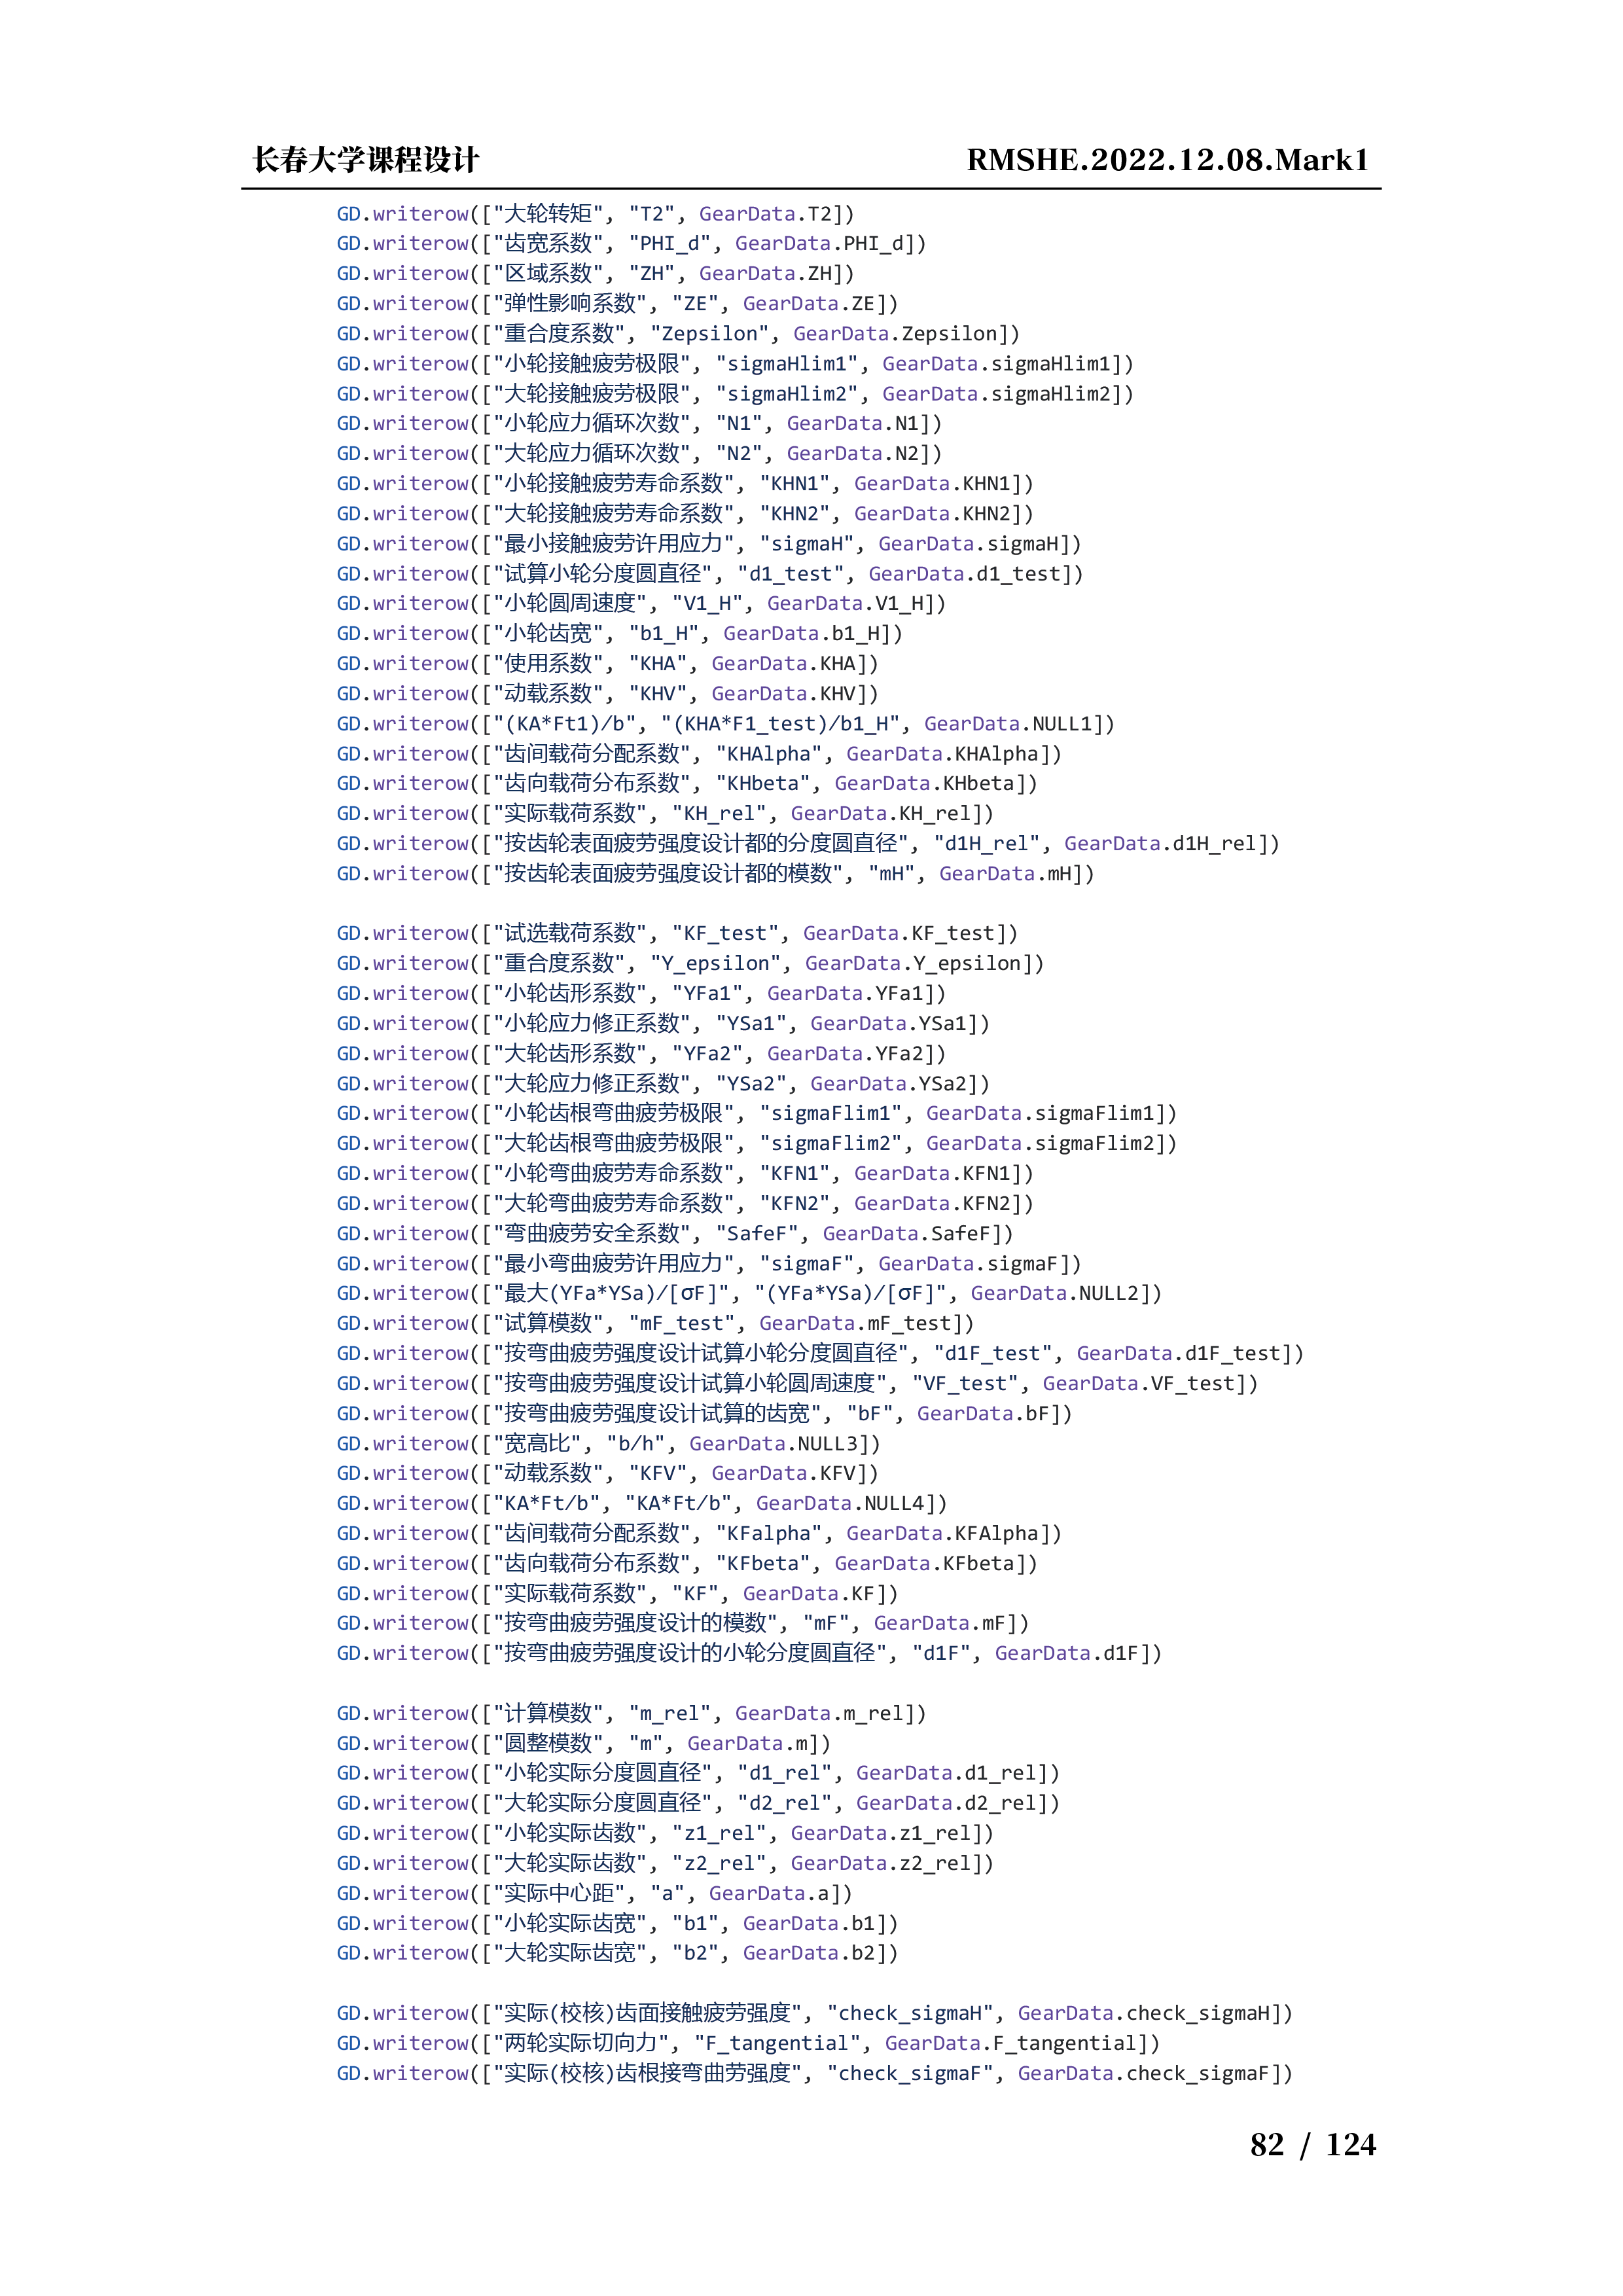 长春大学课程设计
RMSHE.2022.12.08.Mark1
GD.writerow(["大轮转矩", "T2", GearData.T2])
GD.writerow(["齿宽系数", "PHI_d", GearData.PHI_d])
GD.writerow(["区域系数", "ZH", GearData.ZH])
GD.writerow(["弹性影响系数", "ZE", GearData.ZE])
GD.writerow(["重合度系数", "Zepsilon", GearData.Zepsilon])
GD.writerow(["小轮接触疲劳极限", "sigmaHlim1", GearData.sigmaHlim1])
GD.writerow(["大轮接触疲劳极限", "sigmaHlim2", GearData.sigmaHlim2])
GD.writerow(["小轮应力循环次数", "N1", GearData.N1])
GD.writerow(["大轮应力循环次数", "N2", GearData.N2])
GD.writerow(["小轮接触疲劳寿命系数", "KHN1", GearData.KHN1])
GD.writerow(["大轮接触疲劳寿命系数", "KHN2", GearData.KHN2])
GD.writerow(["最小接触疲劳许用应力", "sigmaH", GearData.sigmaH])
GD.writerow(["试算小轮分度圆直径", "d1_test", GearData.d1_test])
GD.writerow(["小轮圆周速度", "V1_H", GearData.V1_H])
GD.writerow(["小轮齿宽", "b1_H", GearData.b1_H])
GD.writerow(["使用系数", "KHA", GearData.KHA])
GD.writerow(["动载系数", "KHV", GearData.KHV])
GD.writerow(["(KA*Ft1)/b", "(KHA*F1_test)/b1_H", GearData.NULL1])
GD.writerow(["齿间载荷分配系数", "KHAlpha", GearData.KHAlpha])
GD.writerow(["齿向载荷分布系数", "KHbeta", GearData.KHbeta])
GD.writerow(["实际载荷系数", "KH_rel", GearData.KH_rel])
GD.writerow(["按齿轮表面疲劳强度设计都的分度圆直径", "d1H_rel", GearData.d1H_rel])
GD.writerow(["按齿轮表面疲劳强度设计都的模数", "mH", GearData.mH])
GD.writerow(["试选载荷系数", "KF_test", GearData.KF_test])
GD.writerow(["重合度系数", "Y_epsilon", GearData.Y_epsilon])
GD.writerow(["小轮齿形系数", "YFa1", GearData.YFa1])
GD.writerow(["小轮应力修正系数", "YSa1", GearData.YSa1])
GD.writerow(["大轮齿形系数", "YFa2", GearData.YFa2])
GD.writerow(["大轮应力修正系数", "YSa2", GearData.YSa2])
GD.writerow(["小轮齿根弯曲疲劳极限", "sigmaFlim1", GearData.sigmaFlim1])
GD.writerow(["大轮齿根弯曲疲劳极限", "sigmaFlim2", GearData.sigmaFlim2])
GD.writerow(["小轮弯曲疲劳寿命系数", "KFN1", GearData.KFN1])
GD.writerow(["大轮弯曲疲劳寿命系数", "KFN2", GearData.KFN2])
GD.writerow(["弯曲疲劳安全系数", "SafeF", GearData.SafeF])
GD.writerow(["最小弯曲疲劳许用应力", "sigmaF", GearData.sigmaF])
GD.writerow(["最大(YFa*YSa)/[σF]", "(YFa*YSa)/[σF]", GearData.NULL2])
GD.writerow(["试算模数", "mF_test", GearData.mF_test])
GD.writerow(["按弯曲疲劳强度设计试算小轮分度圆直径", "d1F_test", GearData.d1F_test])
GD.writerow(["按弯曲疲劳强度设计试算小轮圆周速度", "VF_test", GearData.VF_test])
GD.writerow(["按弯曲疲劳强度设计试算的齿宽", "bF", GearData.bF])
GD.writerow(["宽高比", "b/h", GearData.NULL3])
GD.writerow(["动载系数", "KFV", GearData.KFV])
GD.writerow(["KA*Ft/b", "KA*Ft/b", GearData.NULL4])
GD.writerow(["齿间载荷分配系数", "KFalpha", GearData.KFAlpha])
GD.writerow(["齿向载荷分布系数", "KFbeta", GearData.KFbeta])
GD.writerow(["实际载荷系数", "KF", GearData.KF])
GD.writerow(["按弯曲疲劳强度设计的模数", "mF", GearData.mF])
GD.writerow(["按弯曲疲劳强度设计的小轮分度圆直径", "d1F", GearData.d1F])
GD.writerow(["计算模数", "m_rel", GearData.m_rel])
GD.writerow(["圆整模数", "m", GearData.m])
GD.writerow(["小轮实际分度圆直径", "d1_rel", GearData.d1_rel])
GD.writerow(["大轮实际分度圆直径", "d2_rel", GearData.d2_rel])
GD.writerow(["小轮实际齿数", "z1_rel", GearData.z1_rel])
GD.writerow(["大轮实际齿数", "z2_rel", GearData.z2_rel])
GD.writerow(["实际中心距", "a", GearData.a])
GD.writerow(["小轮实际齿宽", "b1", GearData.b1])
GD.writerow(["大轮实际齿宽", "b2", GearData.b2])
GD.writerow(["实际(校核)齿面接触疲劳强度", "check_sigmaH", GearData.check_sigmaH])
GD.writerow(["两轮实际切向力", "F_tangential", GearData.F_tangential])
GD.writerow(["实际(校核)齿根接弯曲劳强度", "check_sigmaF", GearData.check_sigmaF])
82 / 124